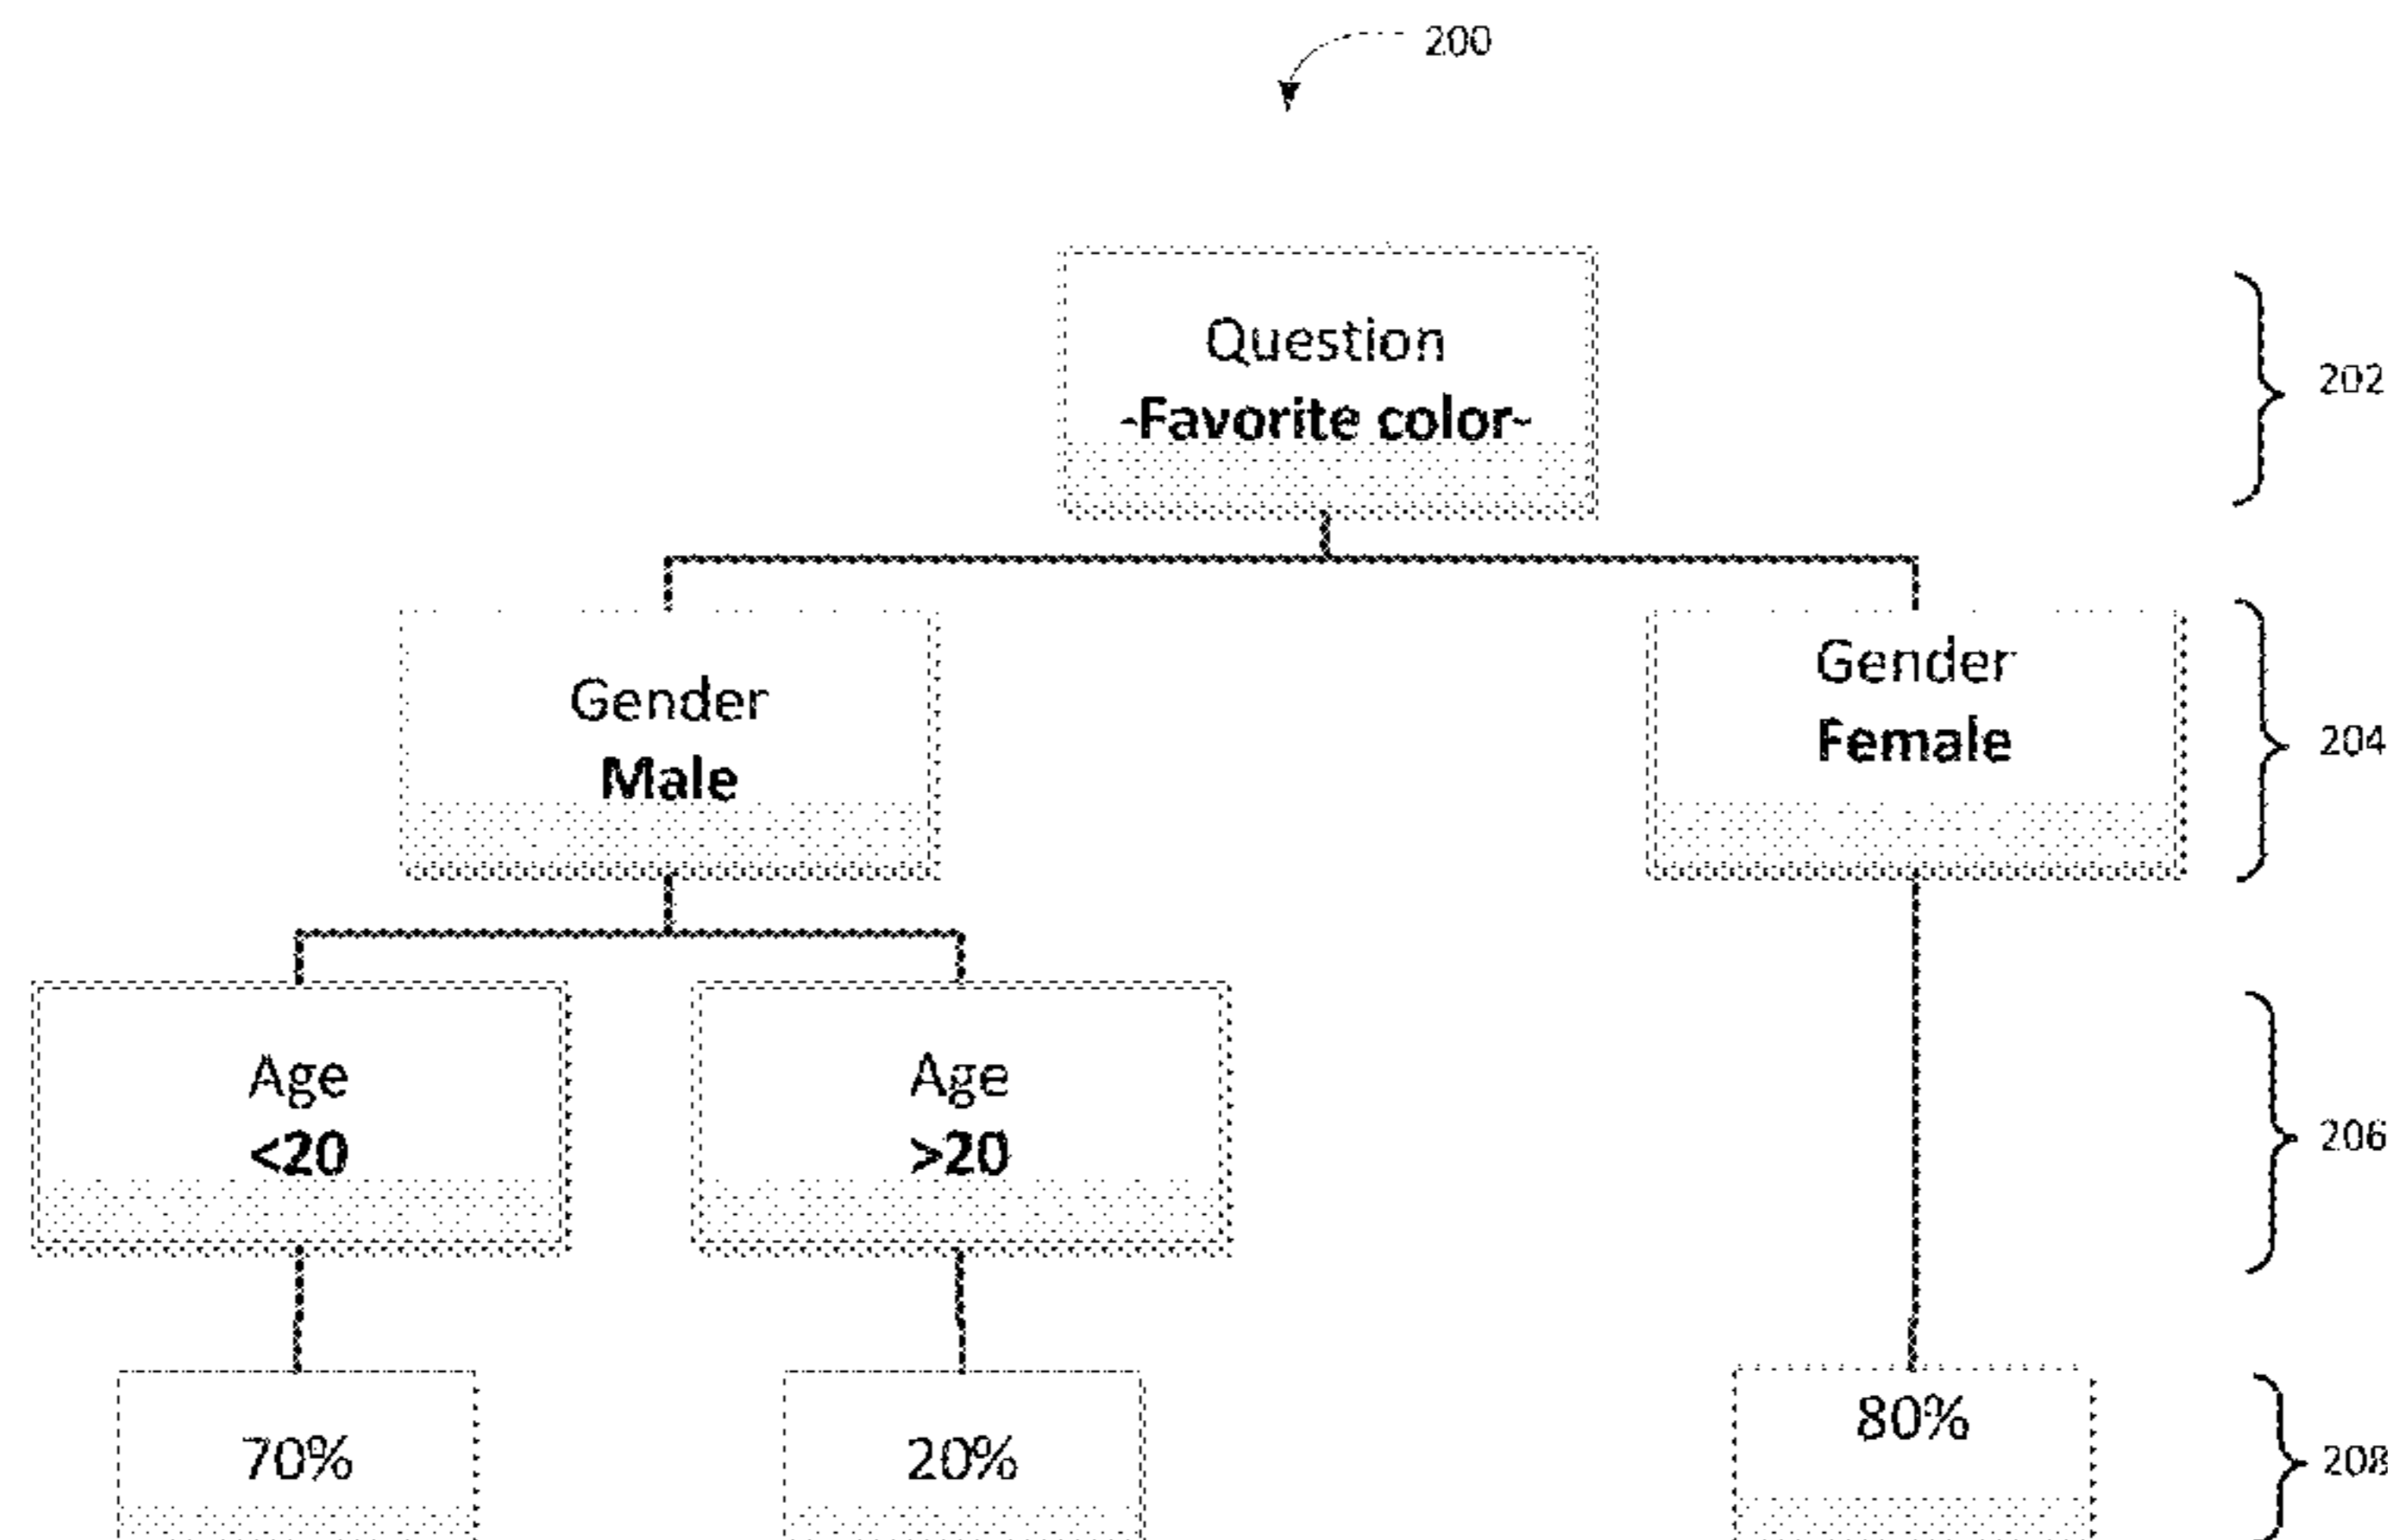 200
Question
-Favorite color-
202
Gender
Male
Gender
Female
204
Age
<20
Age
>20
206
70%
20%
80%
208